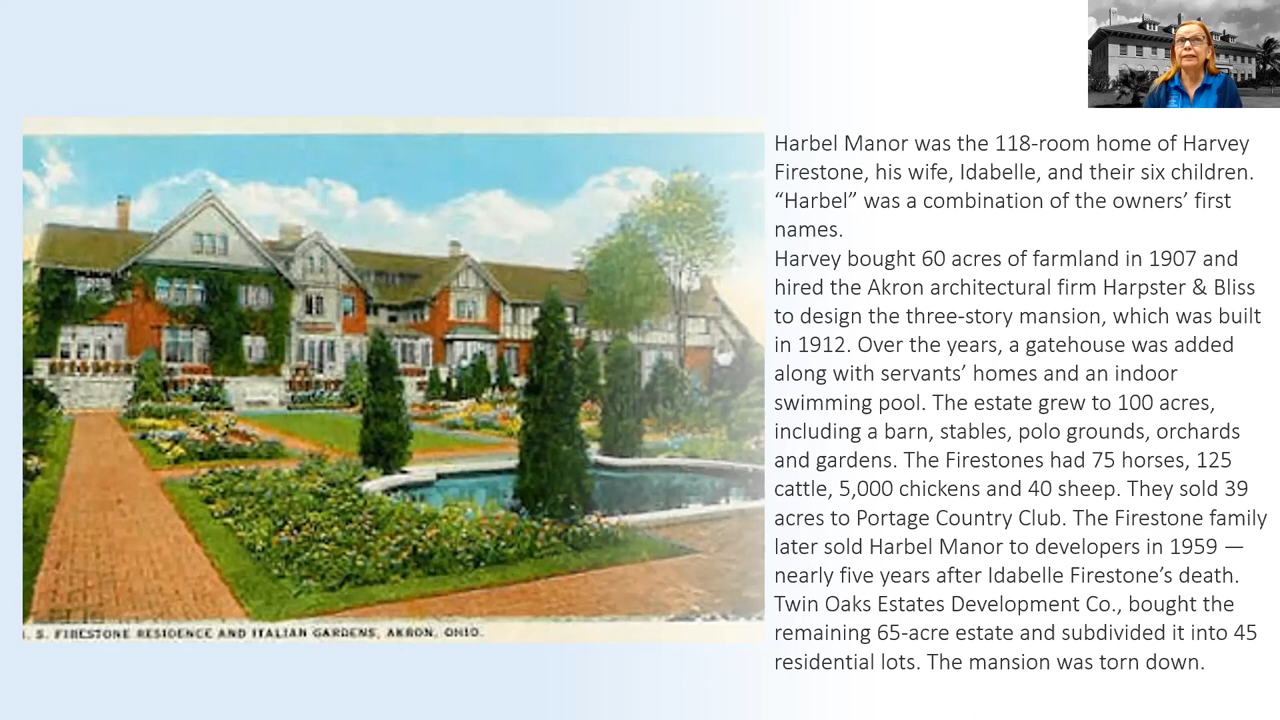 Harbel Manor was the 118-room home of Harvey
Firestone, his wife, Idabelle, and their six children.
“Harbel” was a combination of the owners’ first
names.
Harvey bought 60 acres of farmland in 1907 and
hired the Akron architectural firm Harpster & Bliss
to design the three-story mansion, which was built
in 1912. Over the years, a gatehouse was added
along with servants’ homes and an indoor
swimming pool. The estate grew to 100 acres,
including a barn, stables, polo grounds, orchards
and gardens. The Firestones had 75 horses, 125
cattle, 5,000 chickens and 40 sheep. They sold 39
acres to Portage Country Club. The Firestone family
later sold Harbel Manor to developers in 1959 —
nearly five years after Idabelle Firestone’s death.
Twin Oaks Estates Development Co., bought the
remaining 65-acre estate and subdivided it into 45
residential lots. The mansion was torn down.
. S. FIRESTONE RESIDENCE AND ITALIAN GARDENS, AKRON, OHIO.